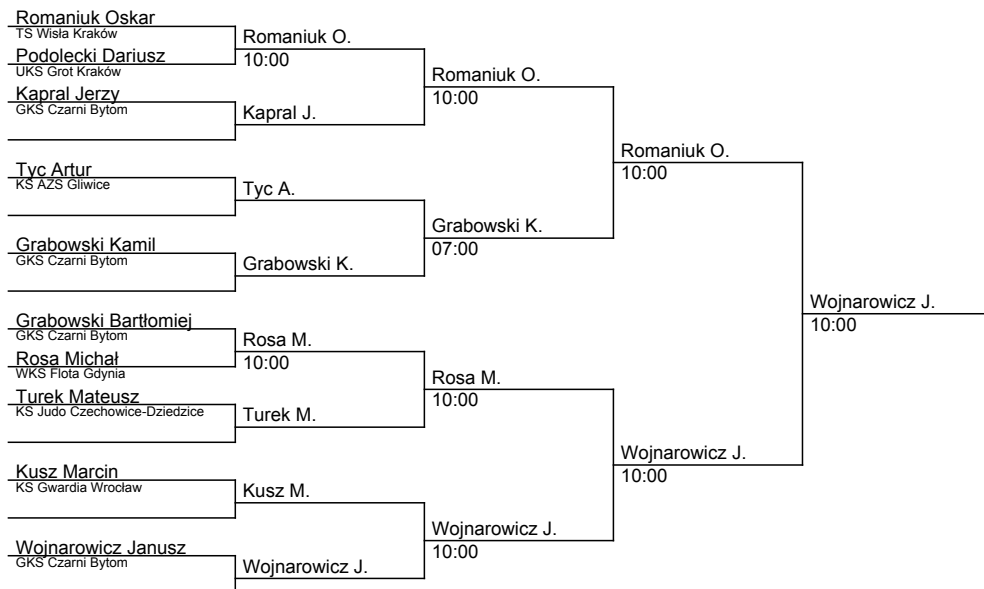 Romaniuk Oskar
TS Wisła Kraków
Podolecki Dariusz
UKS Grot Kraków
Kapral Jerzy
GKS Czarni Bytom
Tyc Artur
KS AZS Gliwice
Grabowski Kamil
GKS Czarni Bytom
Grabowski Bartłomiej
GKS Czarni Bytom
Rosa Michał
WKS Flota Gdynia
Turek Mateusz
KS Judo Czechowice-Dziedzice
Kusz Marcin
KS Gwardia Wrocław
Wojnarowicz Janusz
GKS Czarni Bytom
Romaniuk O.
10:00
Kapral J.
Tyc A.
Grabowski K.
Rosa M.
10:00
Turek M.
Kusz M.
Wojnarowicz J.
Romaniuk O.
10:00
Grabowski K.
07:00
Rosa M.
10:00
Wojnarowicz J.
10:00
Romaniuk O.
10:00
Wojnarowicz J.
10:00
Wojnarowicz J.
10:00